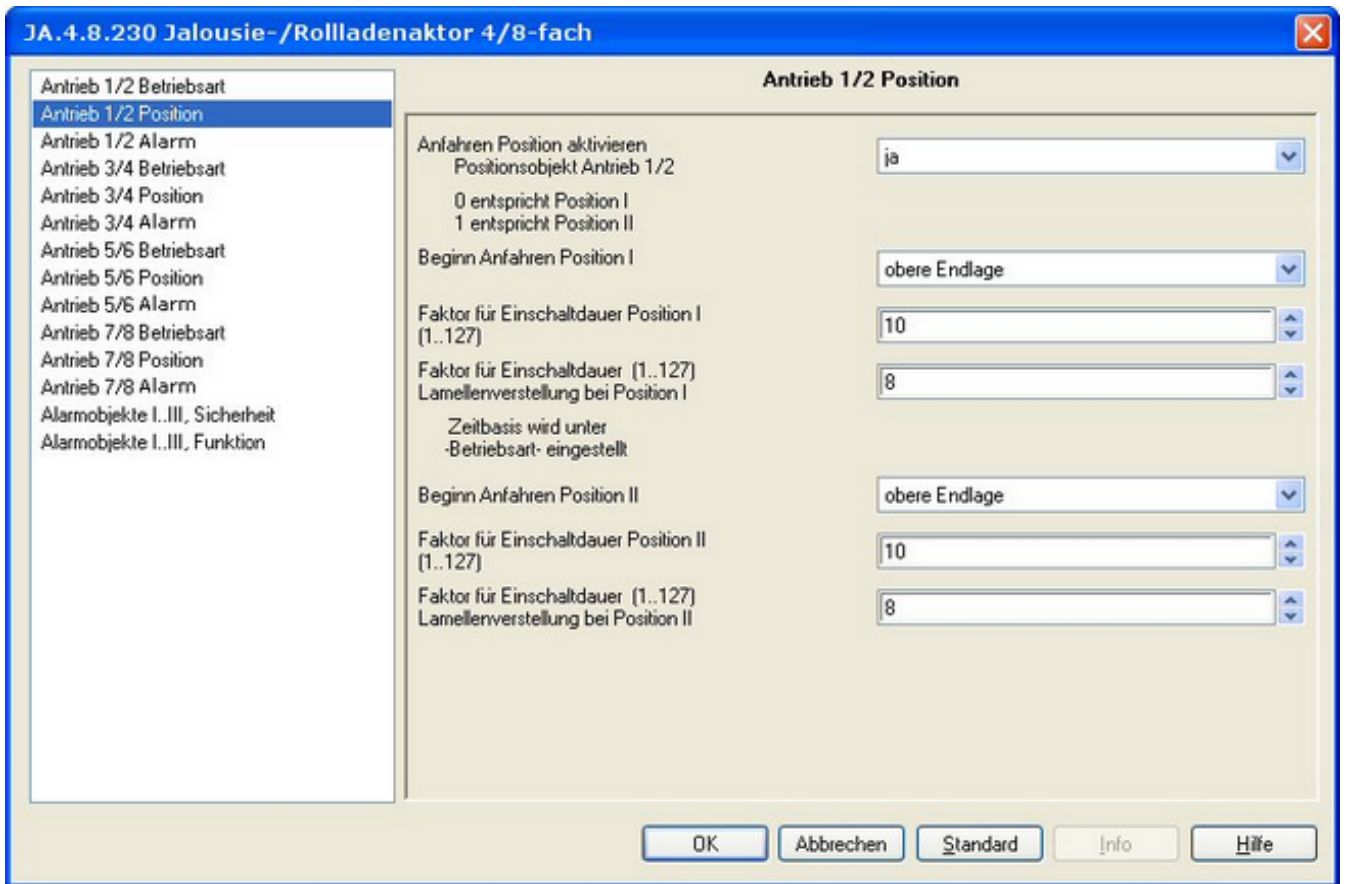 JA.4.8.230 Jalousie-/Rollladenaktor 4/8-fach
Antrieb 1/2 Betriebsart
Antrieb 1/2 Position
Antrieb 1/2 Alarm
Antrieb 3/4 Betriebsart
Antrieb 3/4 Position
Antrieb 3/4 Alarm
Antrieb 5/6 Betriebsart
Antrieb 5/6 Position
Antrieb 5/6 Alarm
Antrieb 7/8 Betriebsart
Antrieb 7/8 Position
Antrieb 7/8 Alarm
Alarmobjekte I..III, Sicherheit
Alarmobjekte I..III, Funktion
Antrieb 1/2 Position
Anfahren Position aktivieren
Positionsobjekt Antrieb 1/2
ja
0 entspricht Position I
1 entspricht Position II
Beginn Anfahren Position I
obere Endlage
Faktor für Einschaltdauer Position I
(1..127)
10
Faktor für Einschaltdauer (1..127)
Lamellenverstellung bei Position I
8
Zeitbasis wird unter
-Betriebsart- eingestellt
Beginn Anfahren Position II
obere Endlage
Faktor für Einschaltdauer Position II
(1..127)
10
Faktor für Einschaltdauer (1..127)
Lamellenverstellung bei Position II
8
OK
Abbrechen
Standard
Info
Hilfe